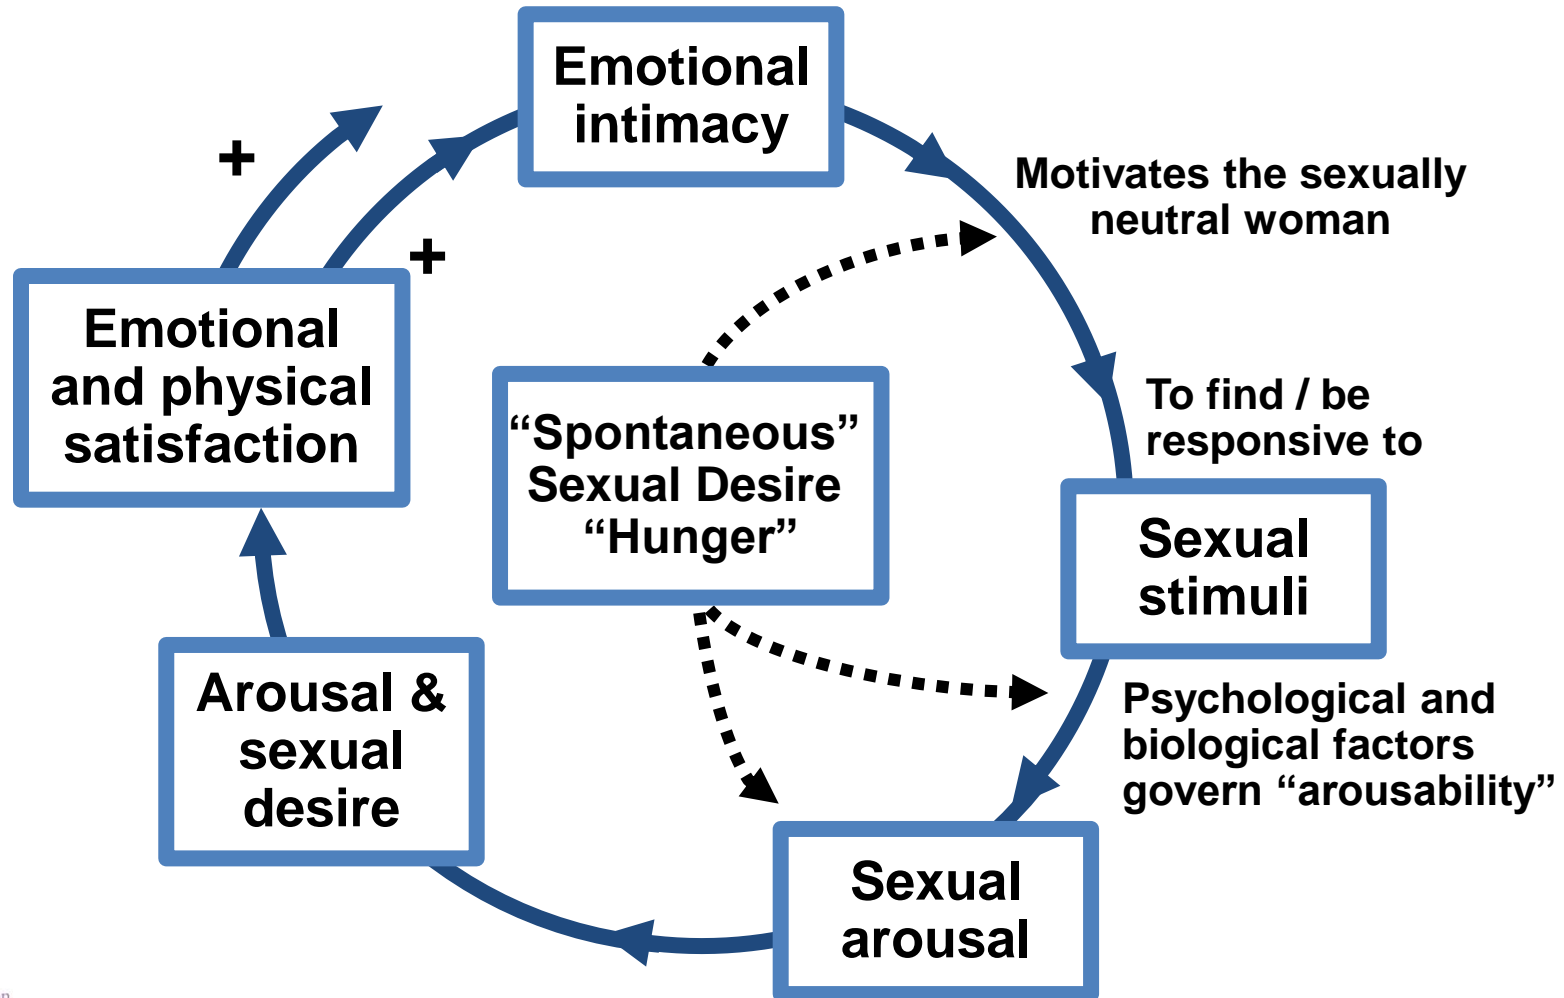 Emotional
intimacy
+
+
Motivates the sexually
neutral woman
Emotional
and physical
satisfaction
“Spontaneous”
Sexual Desire
“Hunger”
To find / be
responsive to
Sexual
stimuli
Arousal &
sexual
desire
Psychological and
biological factors
govern “arousability”
Sexual
arousal